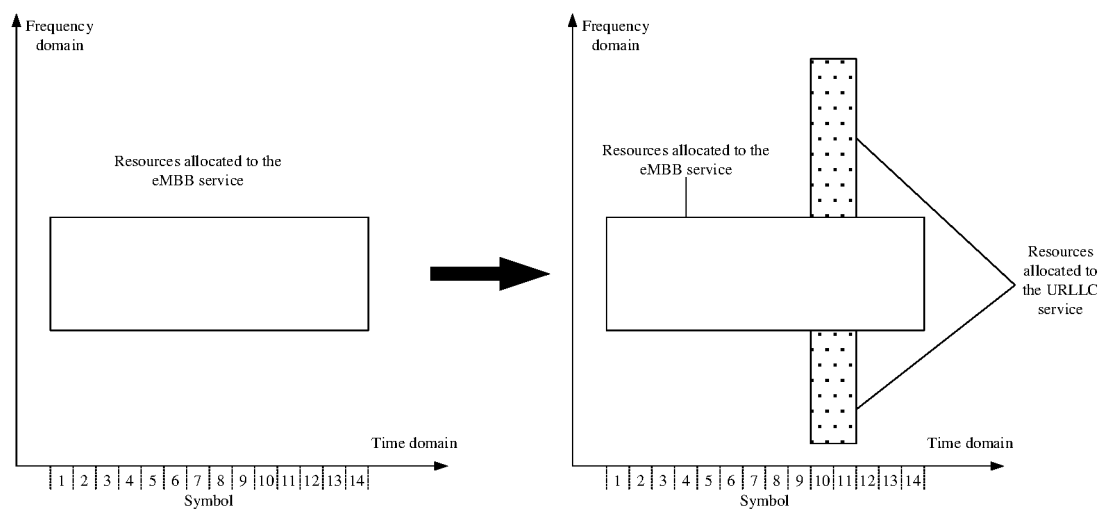 Frequency
domain
Resources allocated to the
eMBB service
Time domain
1 2 3 4 5 6 7 8 9 10 11 12 13 14
Symbol
Frequency
domain
Resources allocated to the
eMBB service
Resources
allocated to
the URLLC
service
Time domain
1 2 3 4 5 6 7 8 9 10 11 12 13 14
Symbol